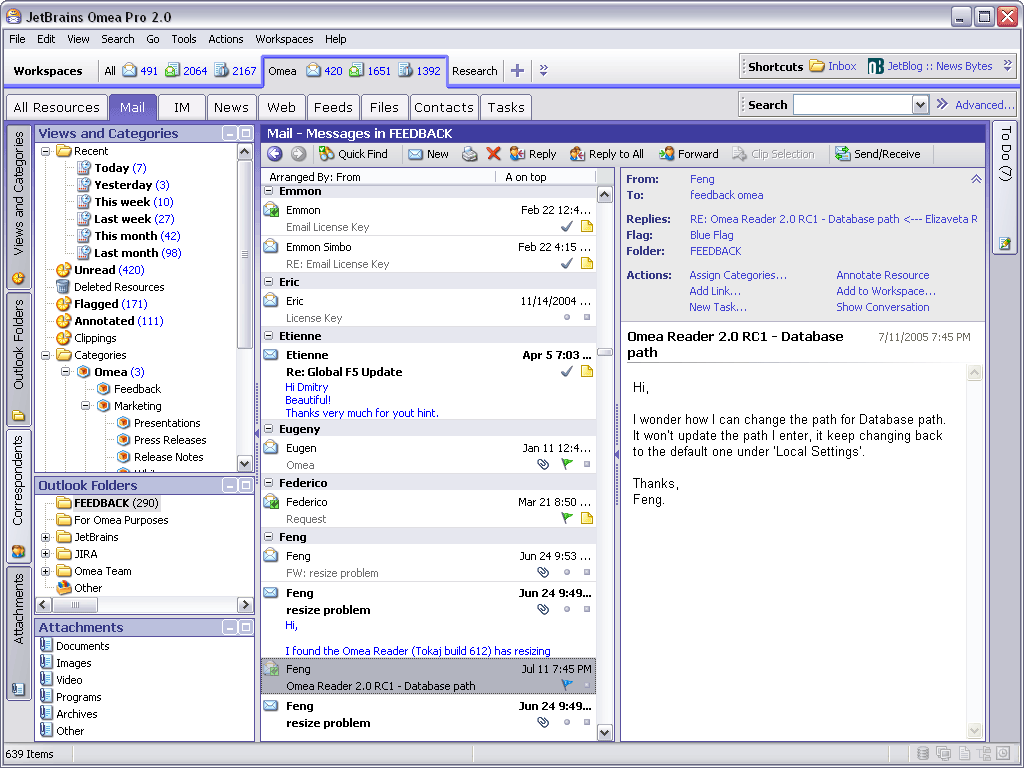 JetBrains Omea Pro 2.0
File Edit View Search Go Tools Actions Workspaces Help
Workspaces All 491 2064 2167 Omea 420 1651 1392 Research
Shortcuts Inbox JetBlog :: News Bytes
All Resources Mail IM News Web Feeds Files Contacts Tasks
Search Advanced...
Views and Categories
Outlook Folders
Correspondents
Attachments
Views and Categories
Recent
Today (7)
Yesterday (3)
This week (10)
Last week (27)
This month (42)
Last month (98)
Unread (420)
Deleted Resources
Flagged (171)
Annotated (111)
Clippings
Categories
Omea (3)
Feedback
Marketing
Presentations
Press Releases
Release Notes
Outlook Folders
FEEDBACK (290)
For Omea Purposes
JetBrains
JIRA
Omea Team
Other
Attachments
Documents
Images
Video
Programs
Archives
Other
Mail - Messages in FEEDBACK
Quick Find New Reply Reply to All Forward Clip Selection Send/Receive
Arranged By: From A on top
Emmon
Emmon Feb 22 12:4...
Email License Key
Emmon Simbo Feb 22 4:15 ...
RE: Email License Key
Eric
Eric 11/14/2004 ...
License Key
Etienne
Etienne Apr 5 7:03 ...
Re: Global F5 Update
Hi Dmitry
Beautiful!
Thanks very much for yout hint.
Eugeny
Eugen Jan 11 12:4...
Omea
Federico
Federico Mar 21 8:50 ...
Request
Feng
Feng Jun 24 9:53 ...
FW: resize problem
Feng Jun 24 9:49...
resize problem
Hi,
I found the Omea Reader (Tokaj build 612) has resizing
Feng Jul 11 7:45 PM
Omea Reader 2.0 RC1 - Database path
Feng Jun 24 9:49...
resize problem
From: Feng
To: feedback omea
Replies: RE: Omea Reader 2.0 RC1 - Database path <--- Elizaveta R
Flag: Blue Flag
Folder: FEEDBACK
Actions: Assign Categories... Annotate Resource
Add Link... Add to Workspace...
New Task... Show Conversation
Omea Reader 2.0 RC1 - Database path 7/11/2005 7:45 PM
Hi,
I wonder how I can change the path for Database path.
It won't update the path I enter, it keep changing back
to the default one under 'Local Settings'.
Thanks,
Feng.
To Do (7)
639 Items